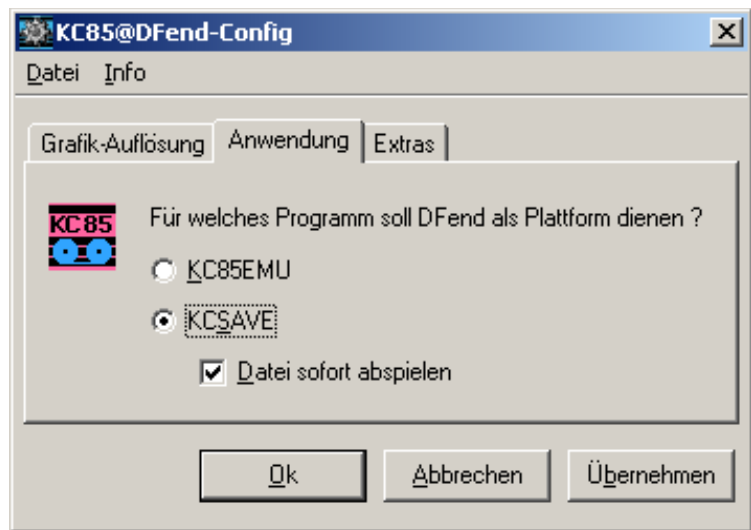 KC85@DFend-Config
Datei Info
Grafik-Auflösung Anwendung Extras
KC85
Für welches Programm soll DFend als Plattform dienen ?
KC85EMU
KCSAVE
Datei sofort abspielen
Ok Abbrechen Übernehmen